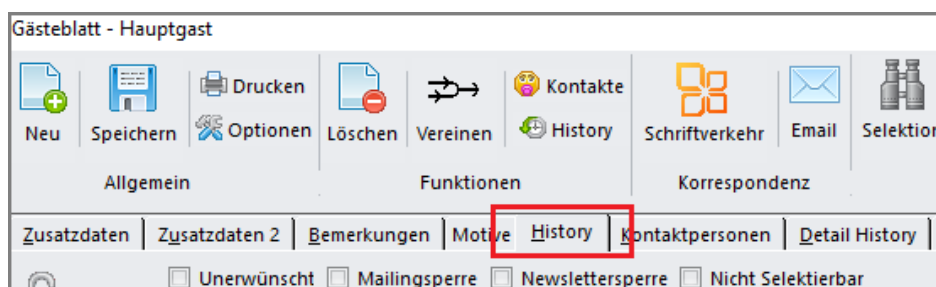 Gästeblatt - Hauptgast
Drucken Kontakte
Neu Speichern Optionen Löschen Vereinen History Schriftverkehr Email Selektion
Allgemein Funktionen Korrespondenz
Zusatzdaten Zusatzdaten 2 Bemerkungen Motive History Kontaktpersonen Detail History
Unerwünscht Mailingsperre Newslettersperre Nicht Selektierbar